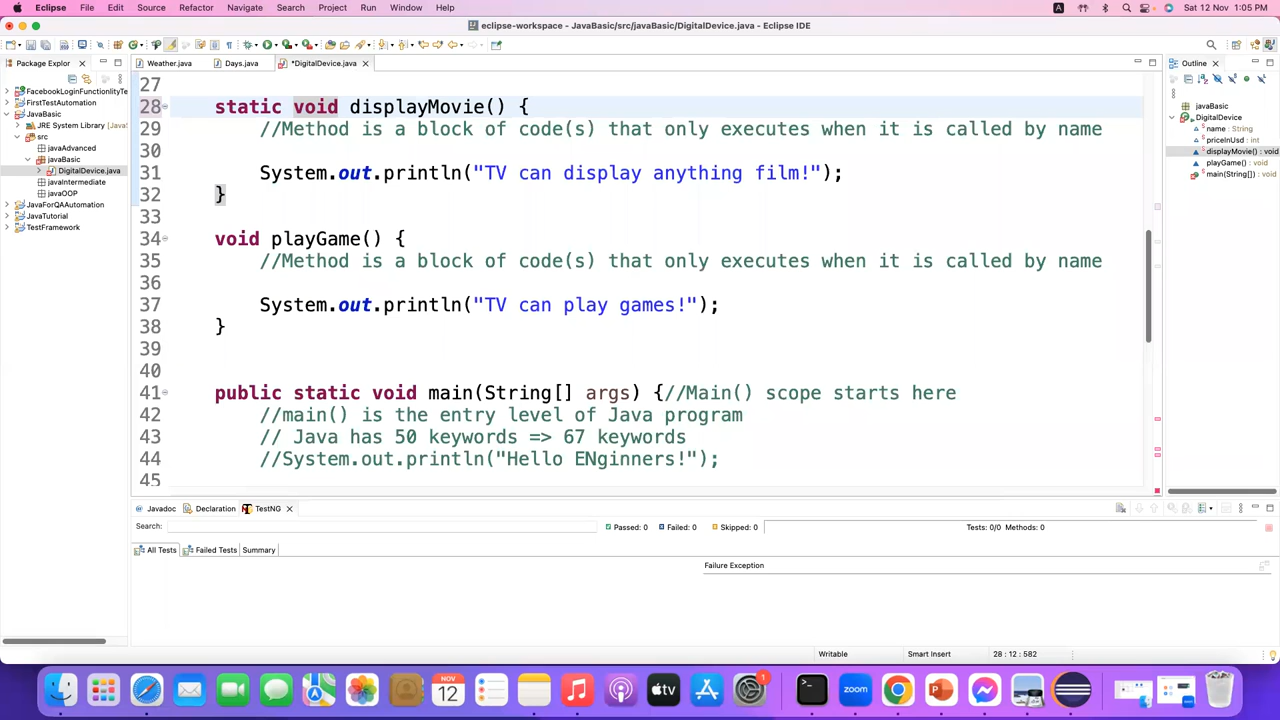 Eclipse File Edit Source Refactor Navigate Search Project Run Window Help
A
Sat 12 Nov 1:05 PM
eclipse-workspace - JavaBasic/src/javaBasic/DigitalDevice.java - Eclipse IDE
Package Explor
Weather.java
Days.java
*DigitalDevice.java
Outline
FacebookLoginFunctionlityTe
FirstTestAutomation
JavaBasic
JRE System Library [JavaS
src
javaAdvanced
javaBasic
DigitalDevice.java
javaIntermediate
javaOOP
JavaForQAAutomation
JavaTutorial
TestFramework
27
28 static void displayMovie() {
29 //Method is a block of code(s) that only executes when it is called by name
30
31 System.out.println("TV can display anything film!");
32 }
33
34 void playGame() {
35 //Method is a block of code(s) that only executes when it is called by name
36
37 System.out.println("TV can play games!");
38 }
39
40
41 public static void main(String[] args) {//Main() scope starts here
42 //main() is the entry level of Java program
43 // Java has 50 keywords => 67 keywords
44 //System.out.println("Hello ENginners!");
45
javaBasic
DigitalDevice
name : String
priceInUsd : int
displayMovie() : void
playGame() : void
main(String[]) : void
Javadoc
Declaration
TestNG
Search:
Passed: 0
Failed: 0
Skipped: 0
Tests: 0/0 Methods: 0
All Tests
Failed Tests
Summary
Failure Exception
Writable
Smart Insert
28 : 12 : 582
NOV
12
tv
1
zoom